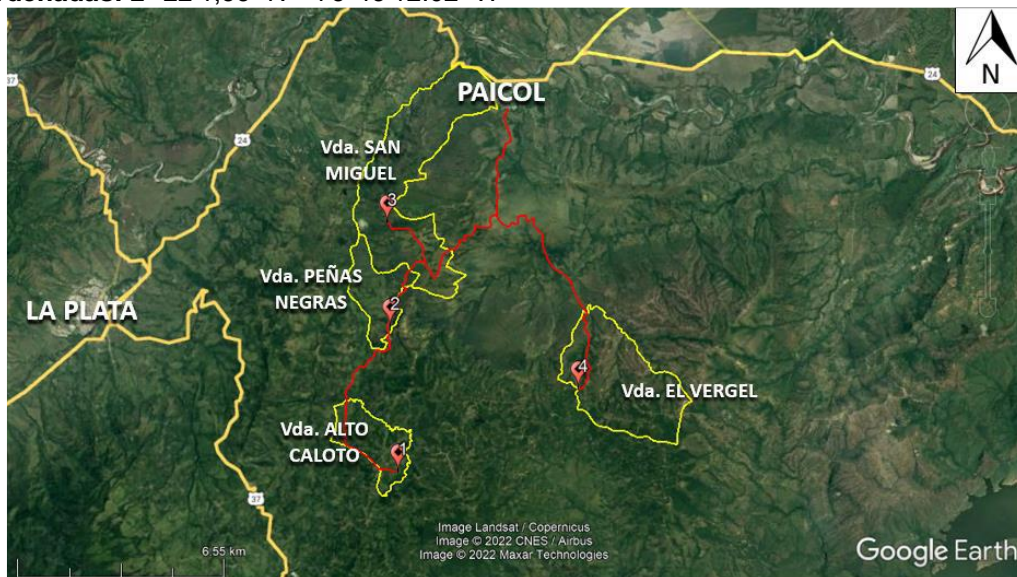 37
24
24
N
PAICOL
Vda. SAN
MIGUEL
3
Vda. PEÑAS
NEGRAS
2
LA PLATA
4
Vda. EL VERGEL
Vda. ALTO
CALOTO
1
37
6.55 km
Image Landsat / Copernicus
Image © 2022 CNES / Airbus
Image © 2022 Maxar Technologies
Google Earth